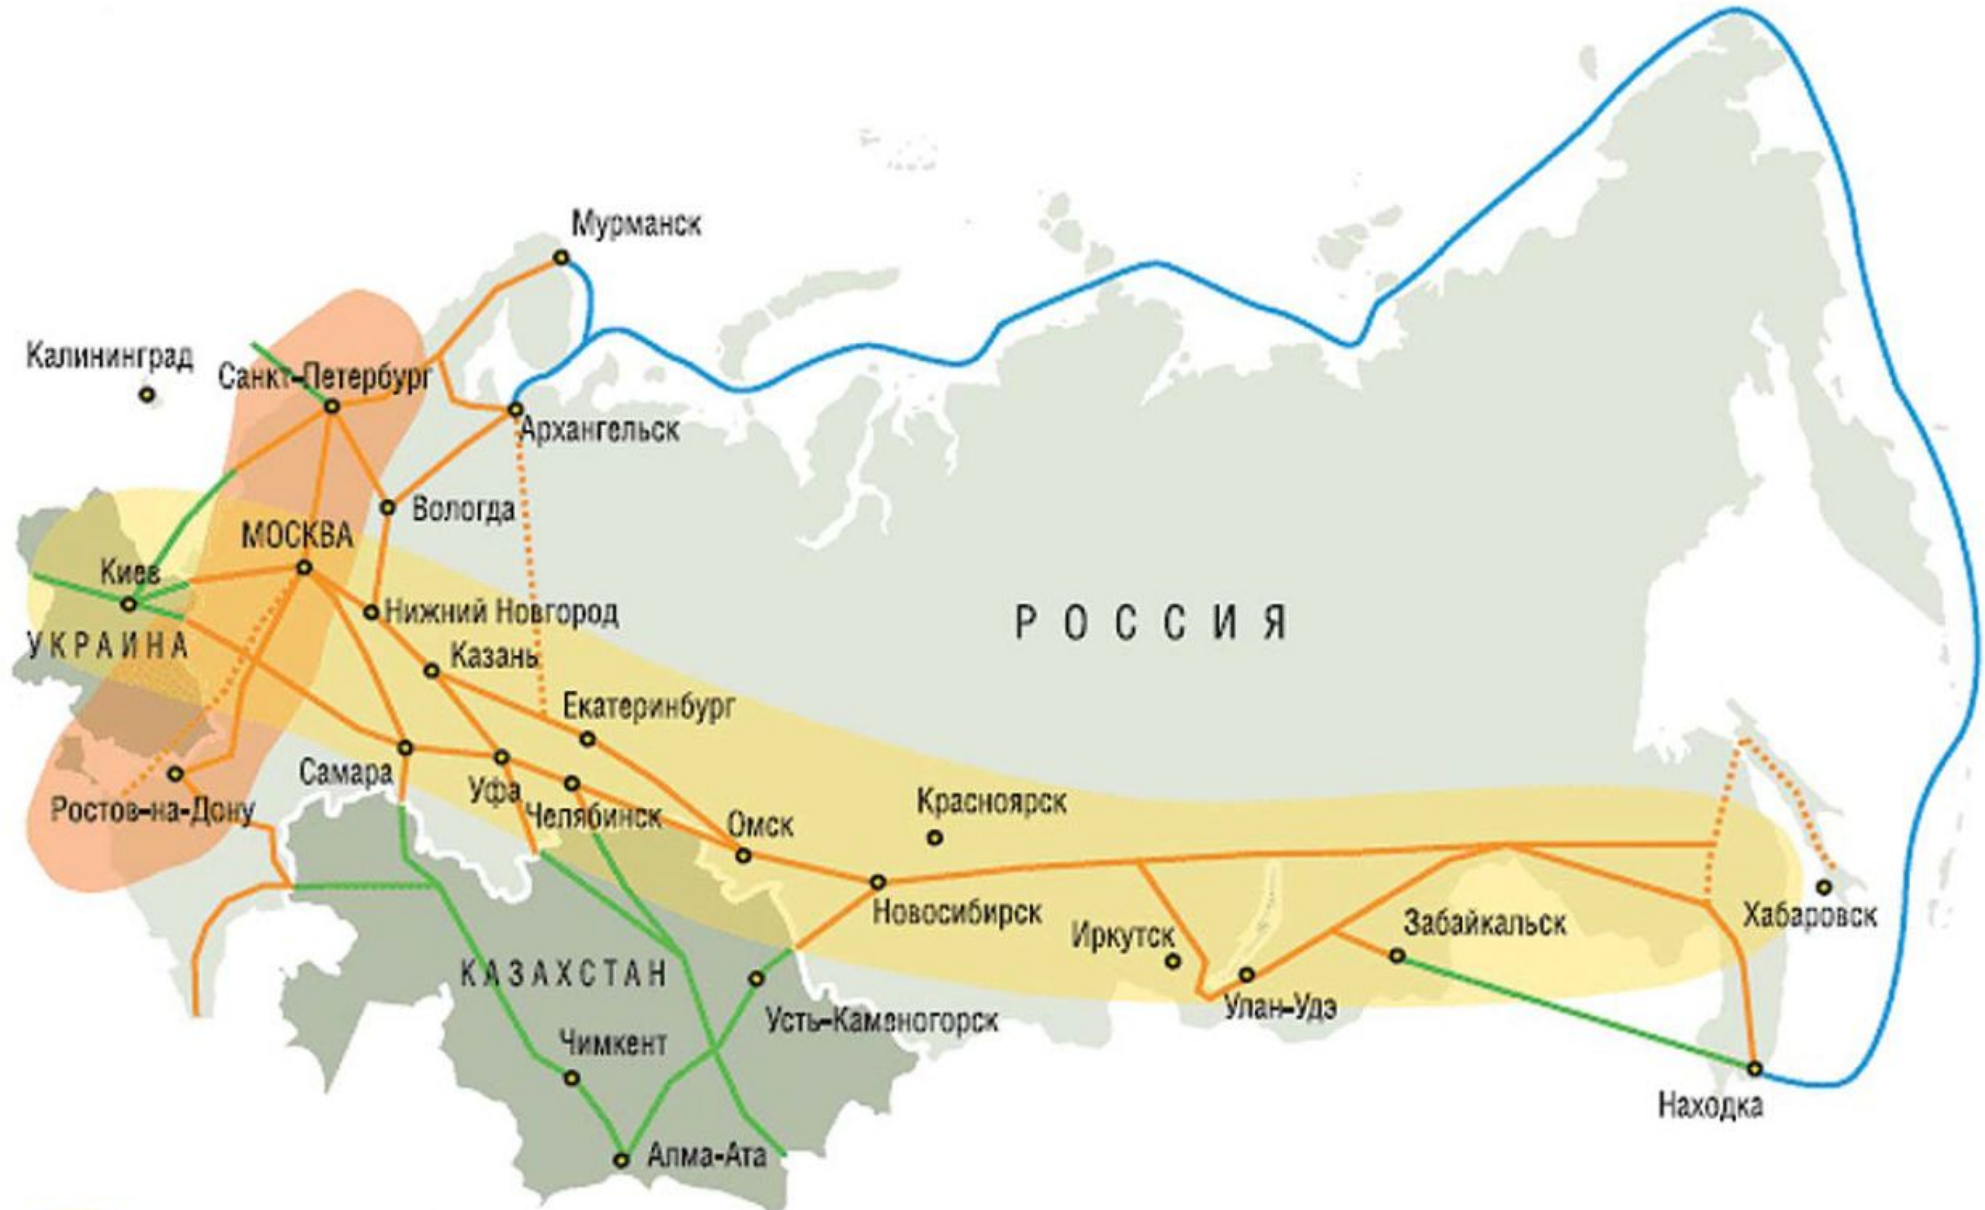 Мурманск
Калининград
Санкт-Петербург
Архангельск
Вологда
МОСКВА
Киев
Нижний Новгород
РОССИЯ
УКРАИНА
Казань
Екатеринбург
Самара
Уфа
Челябинск
Ростов-на-Дону
Омск
Красноярск
Новосибирск
Иркутск
Забайкальск
Хабаровск
КАЗАХСТАН
Улан-Удэ
Усть-Каменогорск
Чимкент
Находка
Алма-Ата